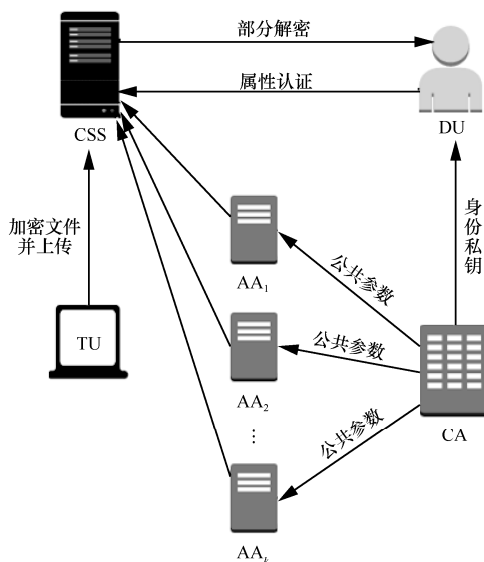 部分解密
属性认证
CSS
DU
加密文件
并上传
身份私钥
AA₁
公共参数
TU
公共参数
AA₂
CA
公共参数
⋮
AAₖ